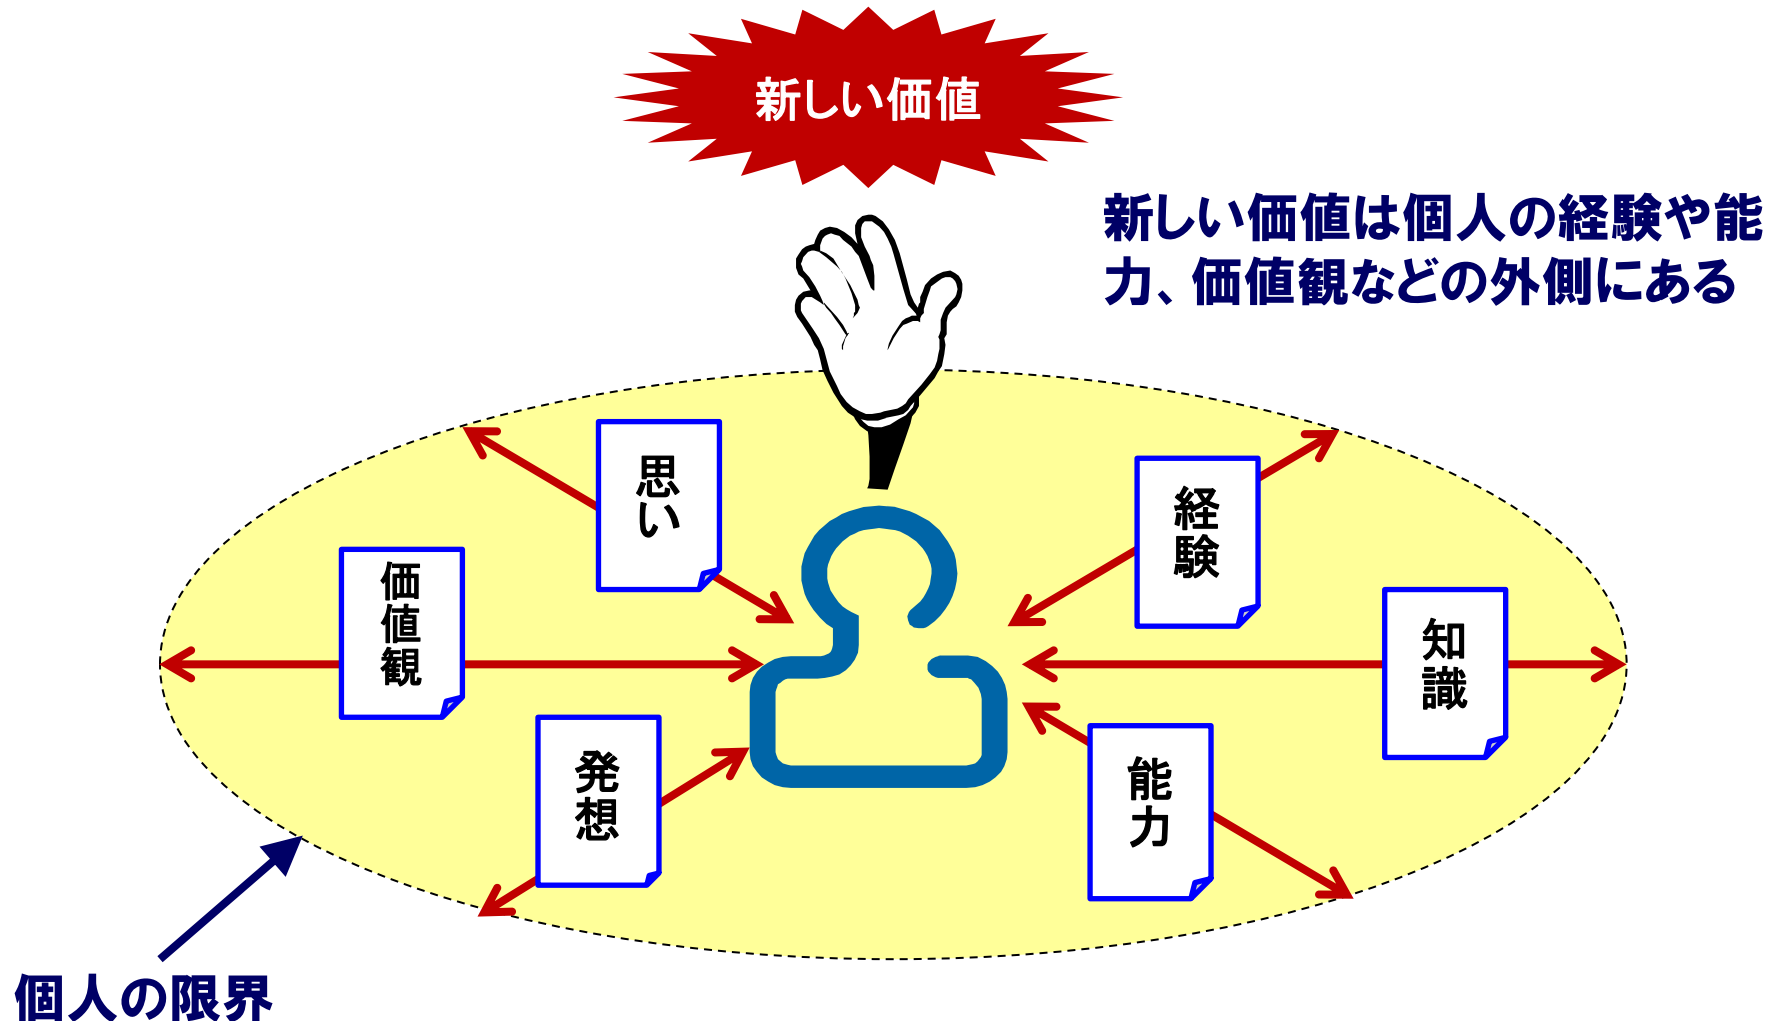 新しい価値
新しい価値は個人の経験や能
力、価値観などの外側にある
思い
経験
価値観
知識
発想
能力
個人の限界